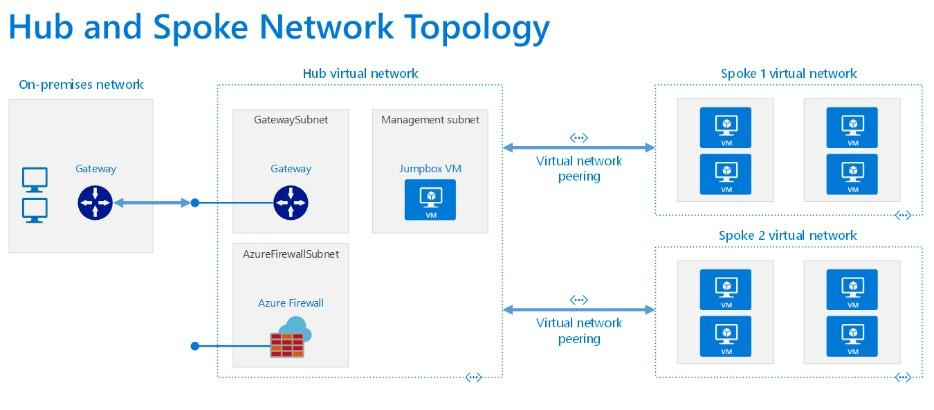 Hub and Spoke Network Topology
On-premises network
Gateway
Hub virtual network
GatewaySubnet
Gateway
Management subnet
Jumpbox VM
VM
AzureFirewallSubnet
Azure Firewall
Virtual network
peering
Virtual network
peering
Spoke 1 virtual network
VM
VM
VM
VM
Spoke 2 virtual network
VM
VM
VM
VM